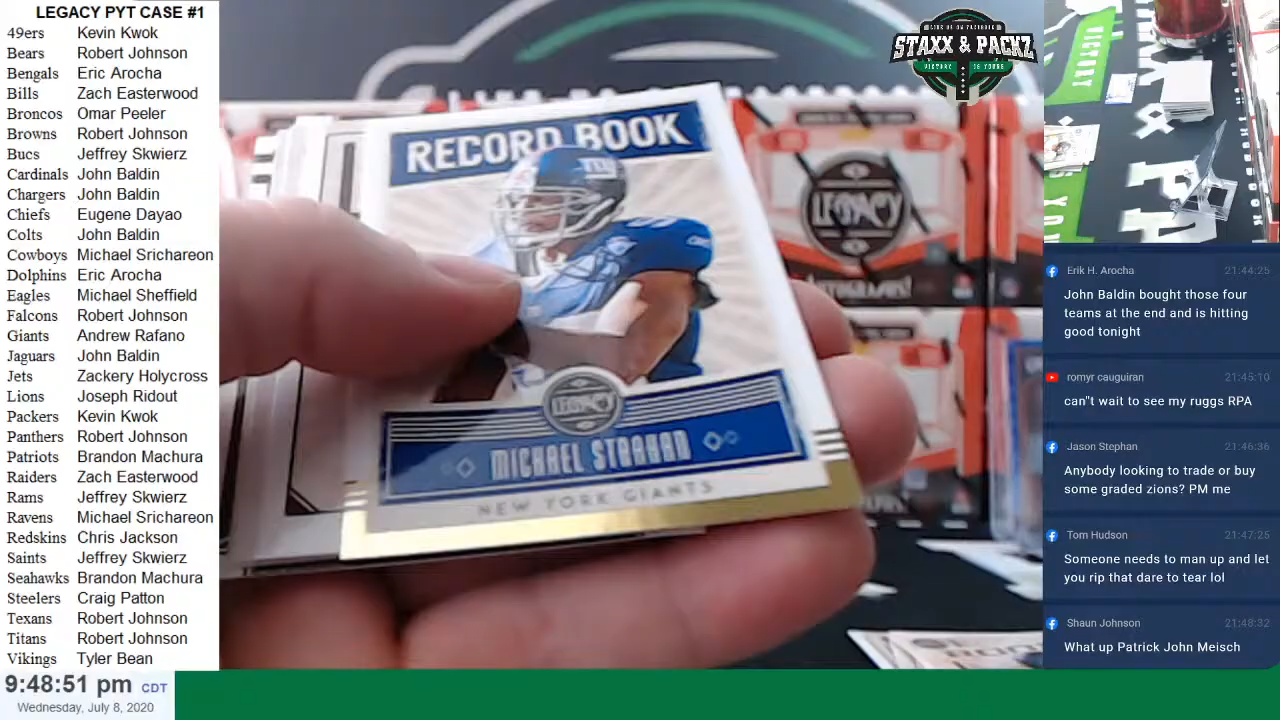 LEGACY PYT CASE #1
49ers Kevin Kwok
Bears Robert Johnson
Bengals Eric Arocha
Bills Zach Easterwood
Broncos Omar Peeler
Browns Robert Johnson
Bucs Jeffrey Skwierz
Cardinals John Baldin
Chargers John Baldin
Chiefs Eugene Dayao
Colts John Baldin
Cowboys Michael Srichareon
Dolphins Eric Arocha
Eagles Michael Sheffield
Falcons Robert Johnson
Giants Andrew Rafano
Jaguars John Baldin
Jets Zackery Holycross
Lions Joseph Ridout
Packers Kevin Kwok
Panthers Robert Johnson
Patriots Brandon Machura
Raiders Zach Easterwood
Rams Jeffrey Skwierz
Ravens Michael Srichareon
Redskins Chris Jackson
Saints Jeffrey Skwierz
Seahawks Brandon Machura
Steelers Craig Patton
Texans Robert Johnson
Titans Robert Johnson
Vikings Tyler Bean
9:48:51 pm CDT
Wednesday, July 8, 2020
RECORD BOOK
LEGACY
MICHAEL STRAHAN
NEW YORK GIANTS
LEGACY
STAXX & PACKZ
VICTORY IS YOURS
VICTORY
Erik H. Arocha 21:44:25
John Baldin bought those four
teams at the end and is hitting
good tonight
romyr cauguiran 21:45:10
can"t wait to see my ruggs RPA
Jason Stephan 21:46:36
Anybody looking to trade or buy
some graded zions? PM me
Tom Hudson 21:47:25
Someone needs to man up and let
you rip that dare to tear lol
Shaun Johnson 21:48:32
What up Patrick John Meisch